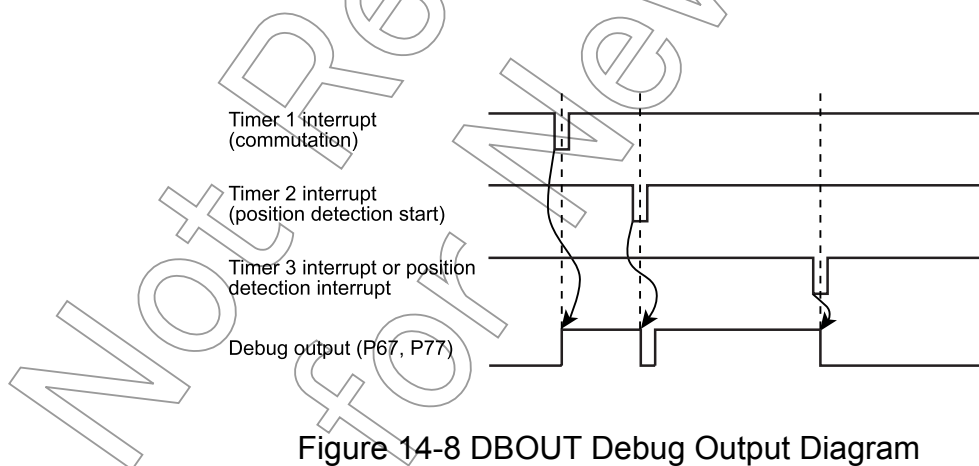 Timer 1 interrupt
(commutation)
Timer 2 interrupt
(position detection start)
Timer 3 interrupt or position
detection interrupt
Debug output (P67, P77)
Figure 14-8 DBOUT Debug Output Diagram
Not Re
for New